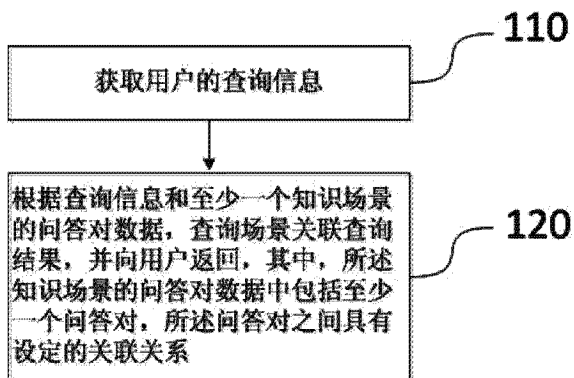 110
获取用户的查询信息
根据查询信息和至少一个知识场景
的问答对数据，查询场景关联查询
结果，并向用户返回，其中，所述
知识场景的问答对数据中包括至少
一个问答对，所述问答对之间具有
设定的关联关系
120